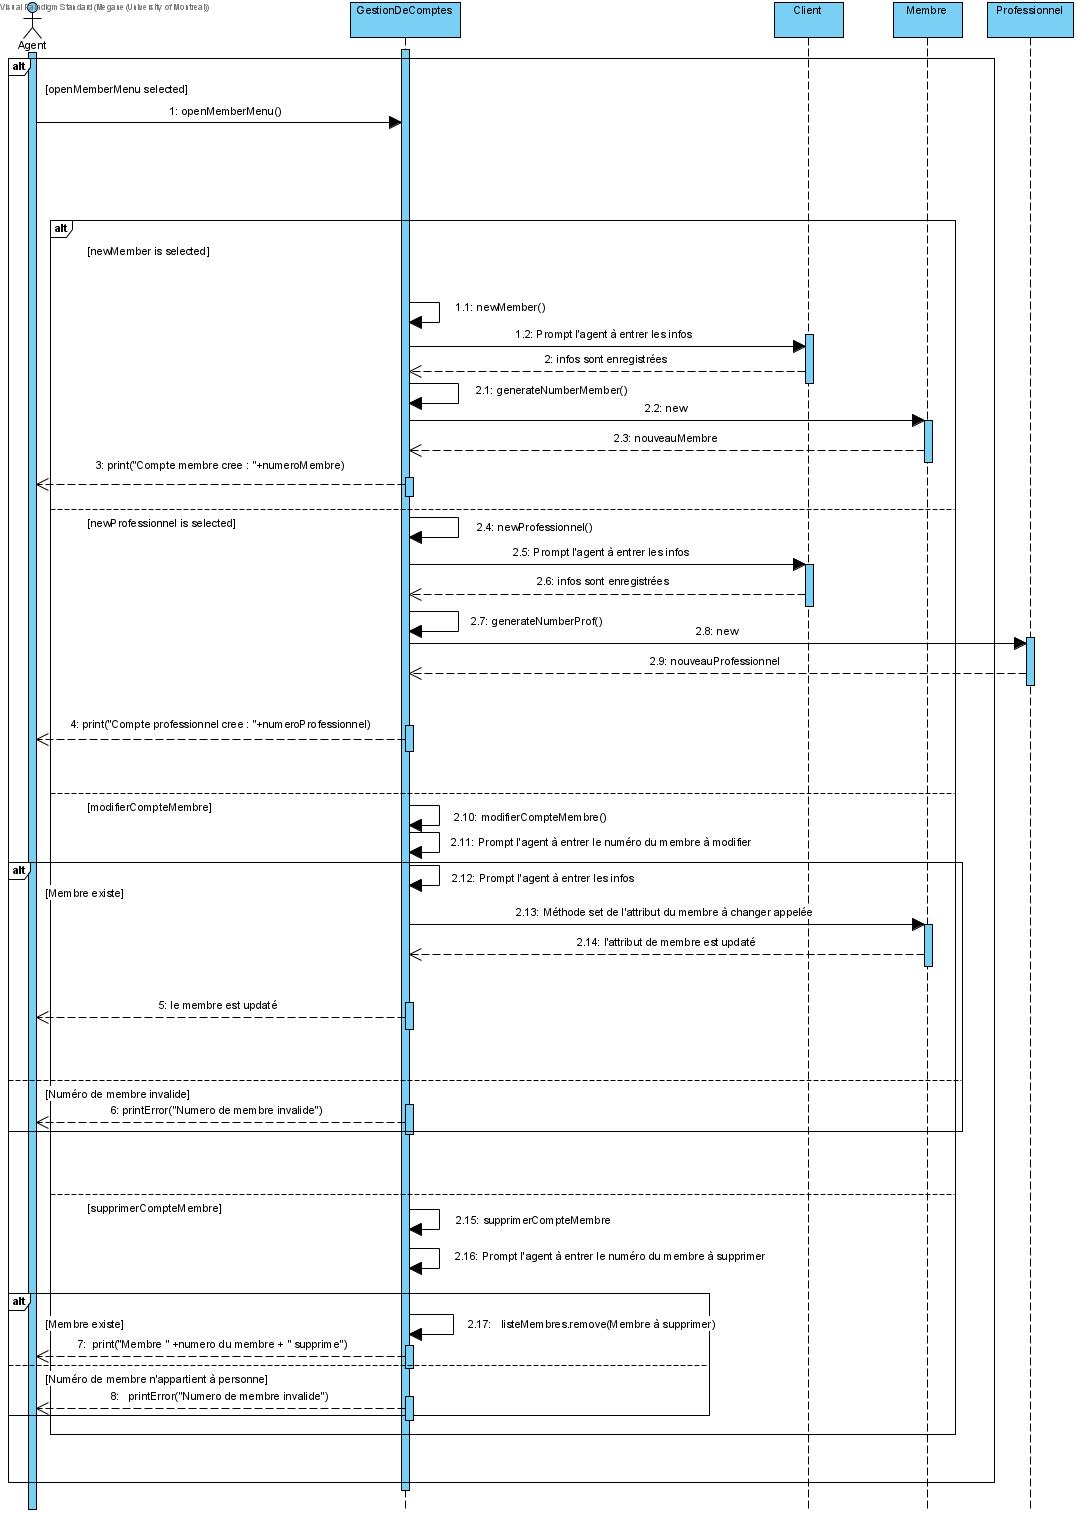 Visual Paradigm Standard (Megane (University of Montreal))
GestionDeComptes
Client
Membre
Professionnel
Agent
alt
[openMemberMenu selected]
1: openMemberMenu()
alt
[newMember is selected]
1.1: newMember()
1.2: Prompt l'agent à entrer les infos
2: infos sont enregistrées
2.1: generateNumberMember()
2.2: new
2.3: nouveauMembre
3: print("Compte membre cree : "+numeroMembre)
[newProfessionnel is selected]
2.4: newProfessionnel()
2.5: Prompt l'agent à entrer les infos
2.6: infos sont enregistrées
2.7: generateNumberProf()
2.8: new
2.9: nouveauProfessionnel
4: print("Compte professionnel cree : "+numeroProfessionnel)
[modifierCompteMembre]
2.10: modifierCompteMembre()
2.11: Prompt l'agent à entrer le numéro du membre à modifier
alt
2.12: Prompt l'agent à entrer les infos
[Membre existe]
2.13: Méthode set de l'attribut du membre à changer appelée
2.14: l'attribut de membre est updaté
5: le membre est updaté
[Numéro de membre invalide]
6: printError("Numero de membre invalide")
[supprimerCompteMembre]
2.15: supprimerCompteMembre
2.16: Prompt l'agent à entrer le numéro du membre à supprimer
alt
[Membre existe]
2.17: listeMembres.remove(Membre à supprimer)
7: print("Membre " +numero du membre + " supprime")
[Numéro de membre n'appartient à personne]
8: printError("Numero de membre invalide")